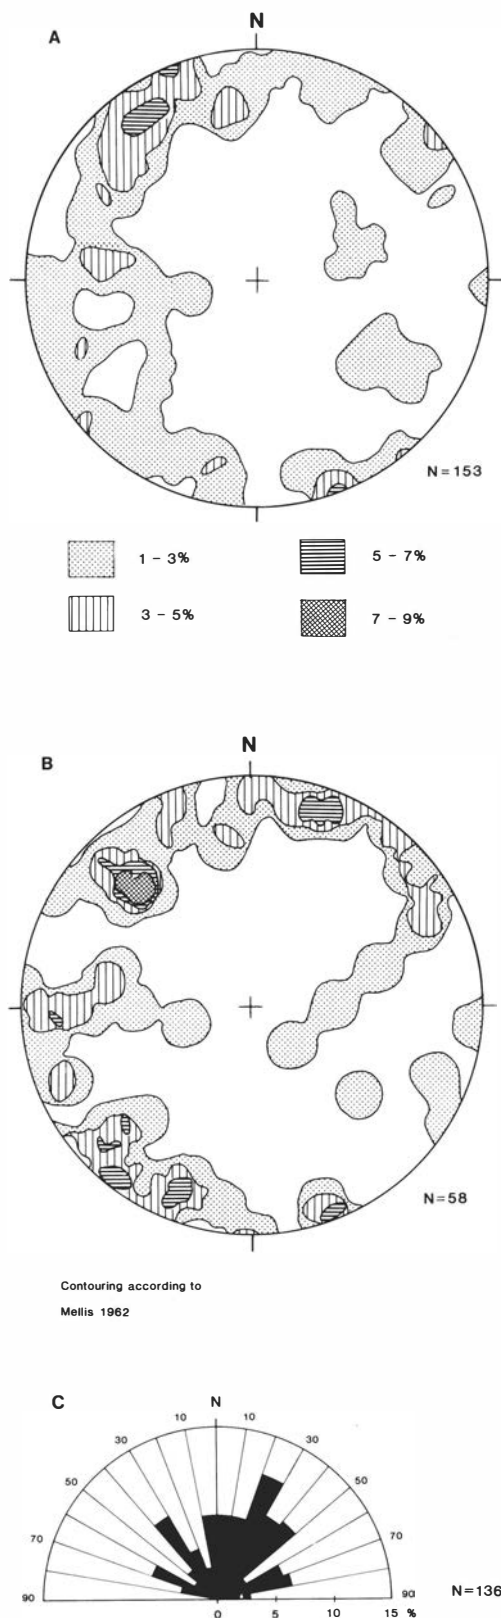 A
N
N=153
1 - 3%
5 - 7%
3 - 5%
7 - 9%
B
N
N=58
Contouring according to
Mellis 1962
C
N
10 10
30 30
50 50
70 70
90 90
N=136
0 5 10 15 %